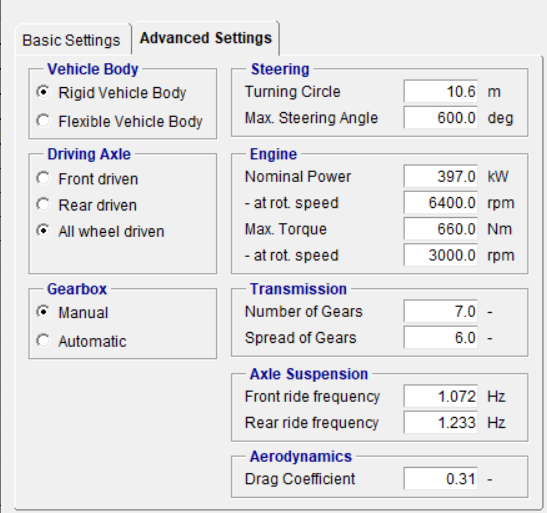 Basic Settings
Advanced Settings
Vehicle Body
Rigid Vehicle Body
Flexible Vehicle Body
Driving Axle
Front driven
Rear driven
All wheel driven
Gearbox
Manual
Automatic
Steering
Turning Circle 10.6 m
Max. Steering Angle 600.0 deg
Engine
Nominal Power 397.0 kW
- at rot. speed 6400.0 rpm
Max. Torque 660.0 Nm
- at rot. speed 3000.0 rpm
Transmission
Number of Gears 7.0 -
Spread of Gears 6.0 -
Axle Suspension
Front ride frequency 1.072 Hz
Rear ride frequency 1.233 Hz
Aerodynamics
Drag Coefficient 0.31 -